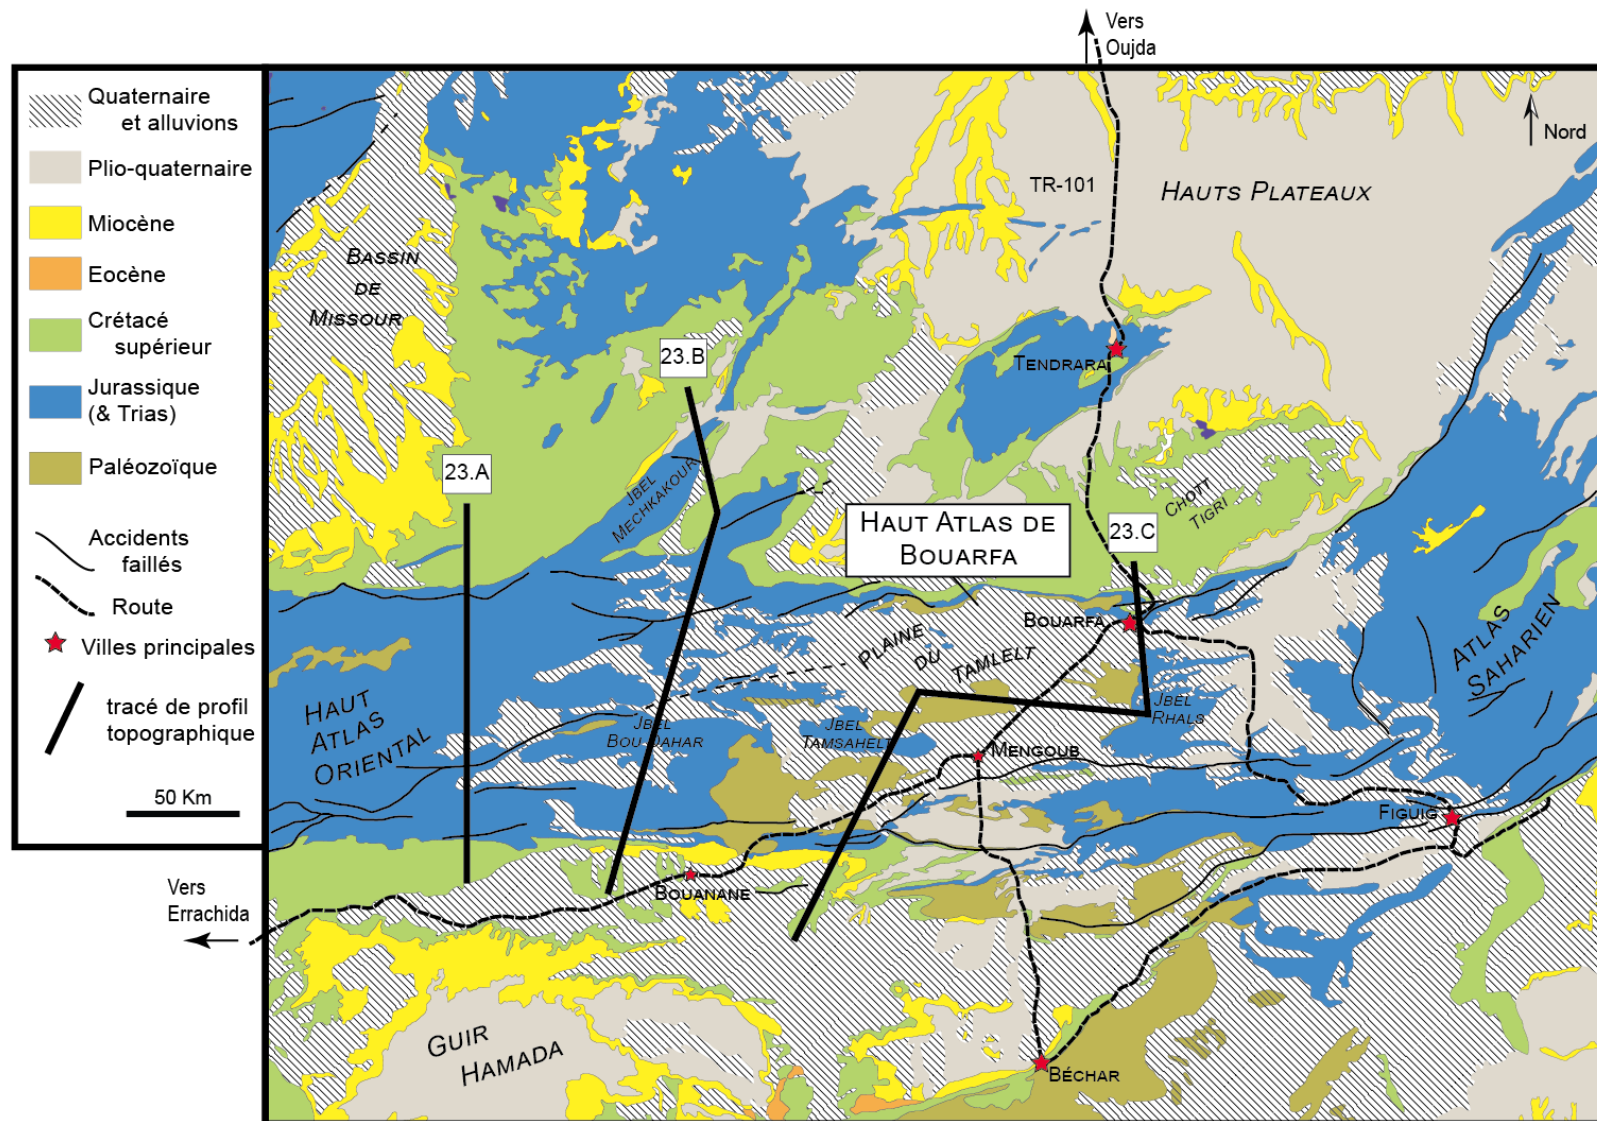 Vers
Oujda
Quaternaire
et alluvions
Plio-quaternaire
Miocène
Eocène
Crétacé
supérieur
Jurassique
(& Trias)
Paléozoïque
Accidents
faillés
Route
Villes principales
tracé de profil
topographique
50 Km
Vers
Errachida
Nord
TR-101
HAUTS PLATEAUX
BASSIN
DE
MISSOUR
23.B
TENDRARA
23.A
JBEL
MECHKAKOUR
CHOTT
TIGRI
HAUT ATLAS DE
BOUARFA
23.C
BOUARFA
PLAINE
DU
TAMLELT
ATLAS
SAHARIEN
HAUT
ATLAS
ORIENTAL
JBEL
BOU-DAHAR
JBEL
TAMSAHELT
JBEL
RHALS
MENGOUB
FIGUIG
BOUANANE
GUIR
HAMADA
BÉCHAR